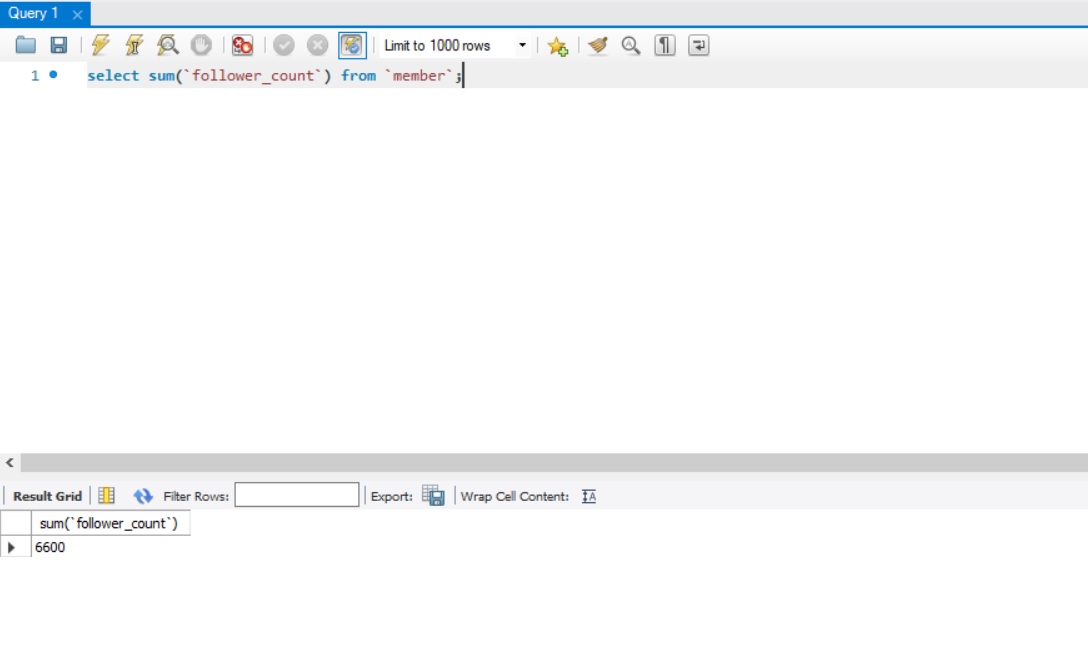 Query 1
Limit to 1000 rows
1 select sum(`follower_count`) from `member`;
Result Grid Filter Rows: Export: Wrap Cell Content: IA
sum(`follower_count`)
6600